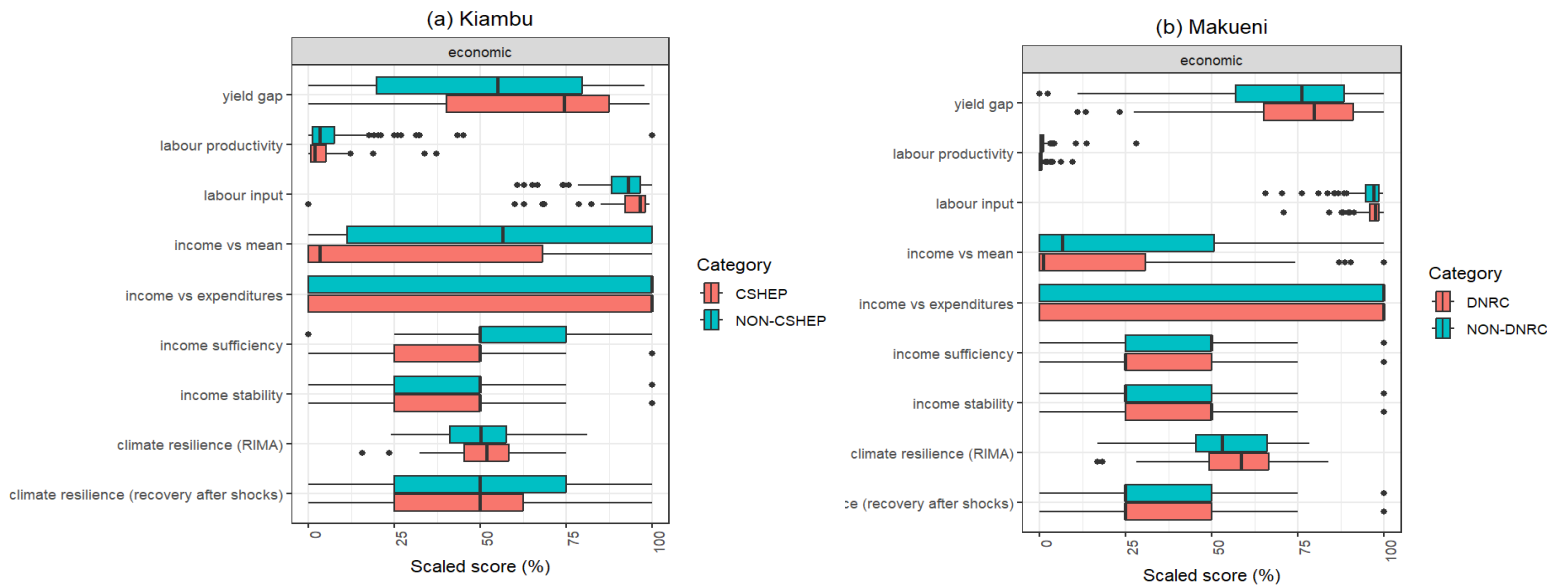 (a) Kiambu
economic
yield gap
labour productivity
labour input
income vs mean
income vs expenditures
income sufficiency
income stability
climate resilience (RIMA)
climate resilience (recovery after shocks)
0
25
50
75
100
Scaled score (%)
Category
CSHEP
NON-CSHEP
(b) Makueni
economic
yield gap
labour productivity
labour input
income vs mean
income vs expenditures
income sufficiency
income stability
climate resilience (RIMA)
ce (recovery after shocks)
0
25
50
75
100
Scaled score (%)
Category
DNRC
NON-DNRC